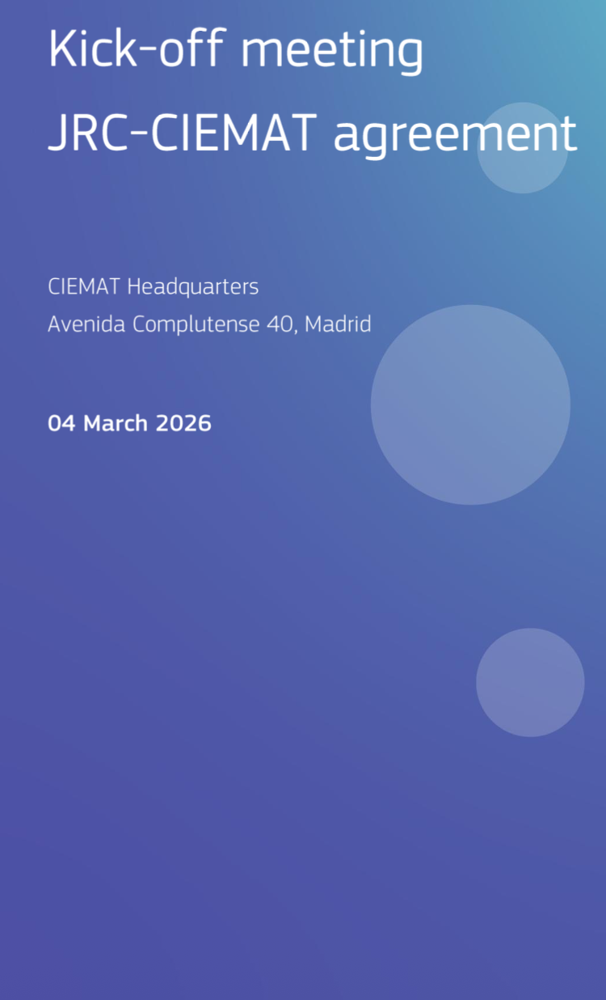 Kick-off meeting
JRC-CIEMAT agreement
CIEMAT Headquarters
Avenida Complutense 40, Madrid
04 March 2026